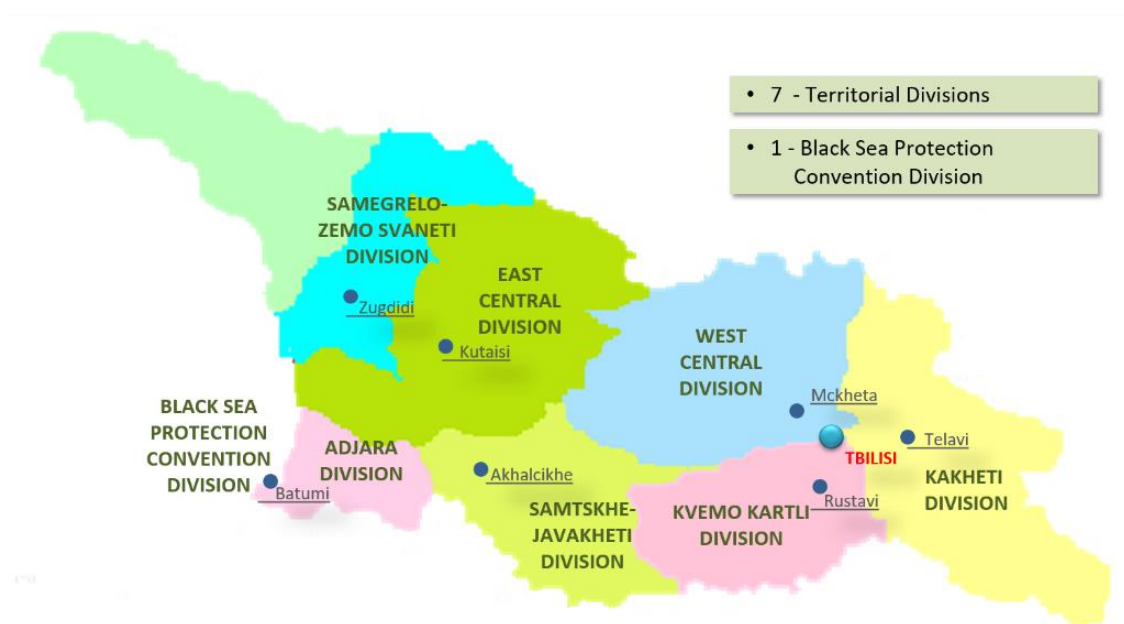 • 7 - Territorial Divisions
• 1 - Black Sea Protection
Convention Division
SAMEGRELO-
ZEMO SVANETI
DIVISION
Zugdidi
EAST
CENTRAL
DIVISION
Kutaisi
WEST
CENTRAL
DIVISION
Mckheta
BLACK SEA
PROTECTION
CONVENTION
DIVISION
Batumi
ADJARA
DIVISION
Akhalcikhe
SAMTSKHE-
JAVAKHETI
DIVISION
KVEMO KARTLI
DIVISION
Rustavi
TBILISI
Telavi
KAKHETI
DIVISION